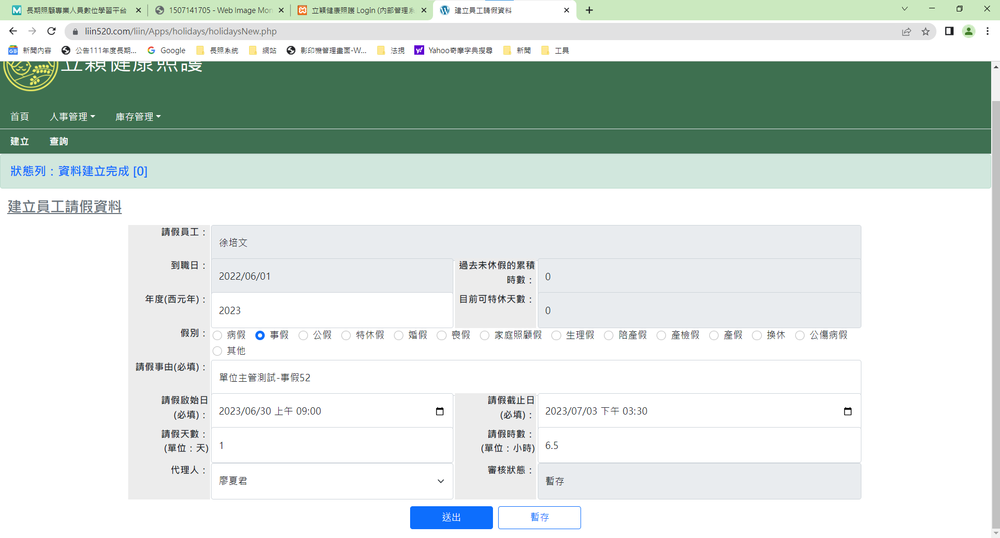 長期照顧專業人員數位學習平台
1507141705 - Web Image Mon
立穎健康照護 Login (內部管理系
建立員工請假資料
liin520.com/liin/Apps/holidays/holidaysNew.php
新聞內容
公告111年度長期...
Google
長照系統
網站
影印機管理畫面-W...
法規
Yahoo奇摩字典搜尋
新聞
工具
立穎健康照護
首頁 人事管理 庫存管理
建立 查詢
狀態列：資料建立完成 [0]
建立員工請假資料
請假員工： 徐培文
到職日： 2022/06/01
過去未休假的累積
時數： 0
年度(西元年)： 2023
目前可特休天數： 0
假別： 病假 事假 公假 特休假 婚假 喪假 家庭照顧假 生理假 陪產假 產檢假 產假 換休 公傷病假
其他
請假事由(必填)： 單位主管測試-事假52
請假啟始日
(必填)： 2023/06/30 上午 09:00
請假截止日
(必填)： 2023/07/03 下午 03:30
請假天數：
(單位：天) 1
請假時數：
(單位：小時) 6.5
代理人： 廖夏君
審核狀態： 暫存
送出 暫存